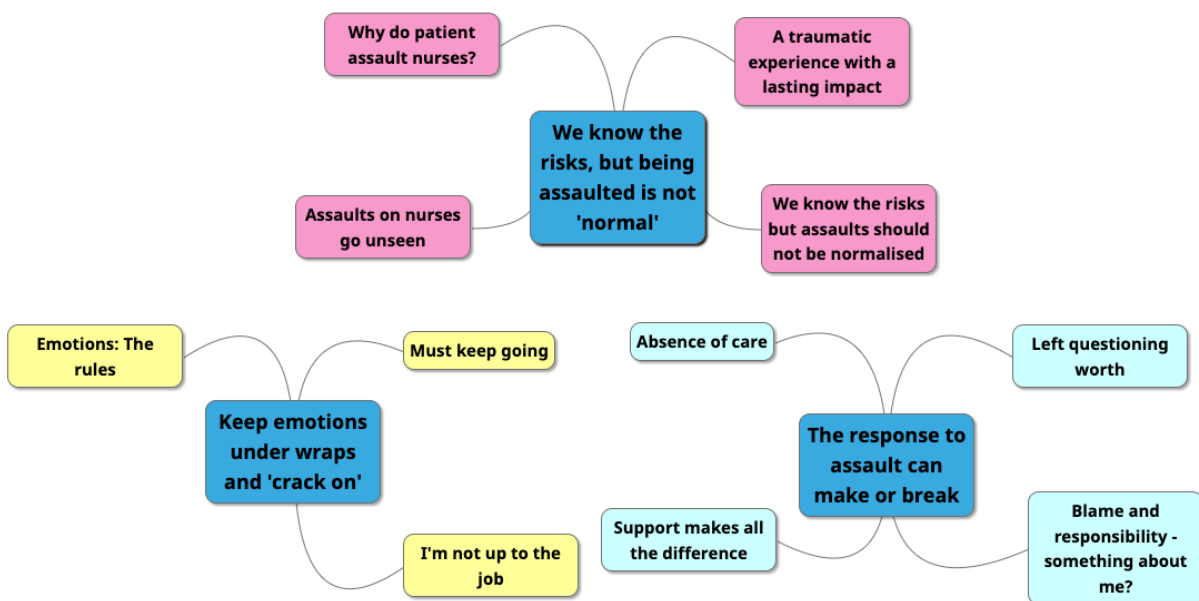 Why do patient
assault nurses?
A traumatic
experience with a
lasting impact
We know the
risks, but being
assaulted is not
'normal'
Assaults on nurses
go unseen
We know the risks
but assaults should
not be normalised
Emotions: The
rules
Must keep going
Keep emotions
under wraps
and 'crack on'
I'm not up to the
job
Absence of care
Left questioning
worth
The response to
assault can
make or break
Support makes all
the difference
Blame and
responsibility -
something about
me?